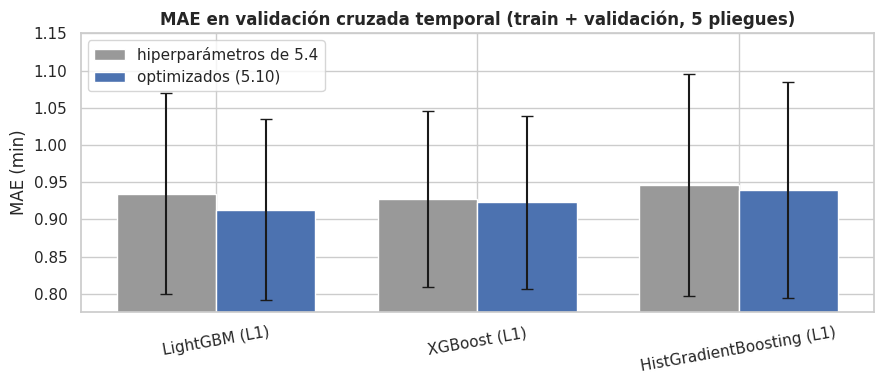 MAE en validación cruzada temporal (train + validación, 5 pliegues)
1.15
1.10
1.05
1.00
0.95
0.90
0.85
0.80
MAE (min)
hiperparámetros de 5.4
optimizados (5.10)
LightGBM (L1)
XGBoost (L1)
HistGradientBoosting (L1)